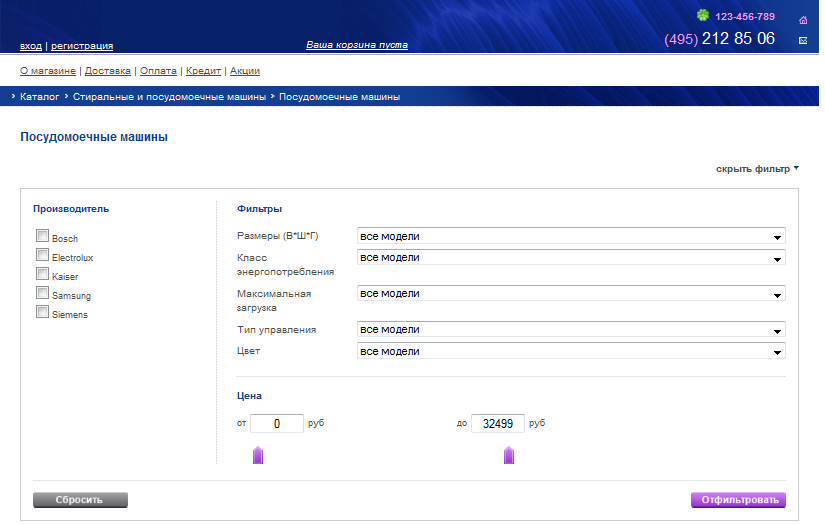 123-456-789
вход | регистрация
Ваша корзина пуста
(495) 212 85 06
О магазине | Доставка | Оплата | Кредит | Акции
Каталог › Стиральные и посудомоечные машины › Посудомоечные машины
Посудомоечные машины
скрыть фильтр
Производитель
Bosch
Electrolux
Kaiser
Samsung
Siemens
Фильтры
Размеры (В*Ш*Г) все модели
Класс
энергопотребления все модели
Максимальная
загрузка все модели
Тип управления все модели
Цвет все модели
Цена
от 0 руб до 32499 руб
Сбросить
Отфильтровать